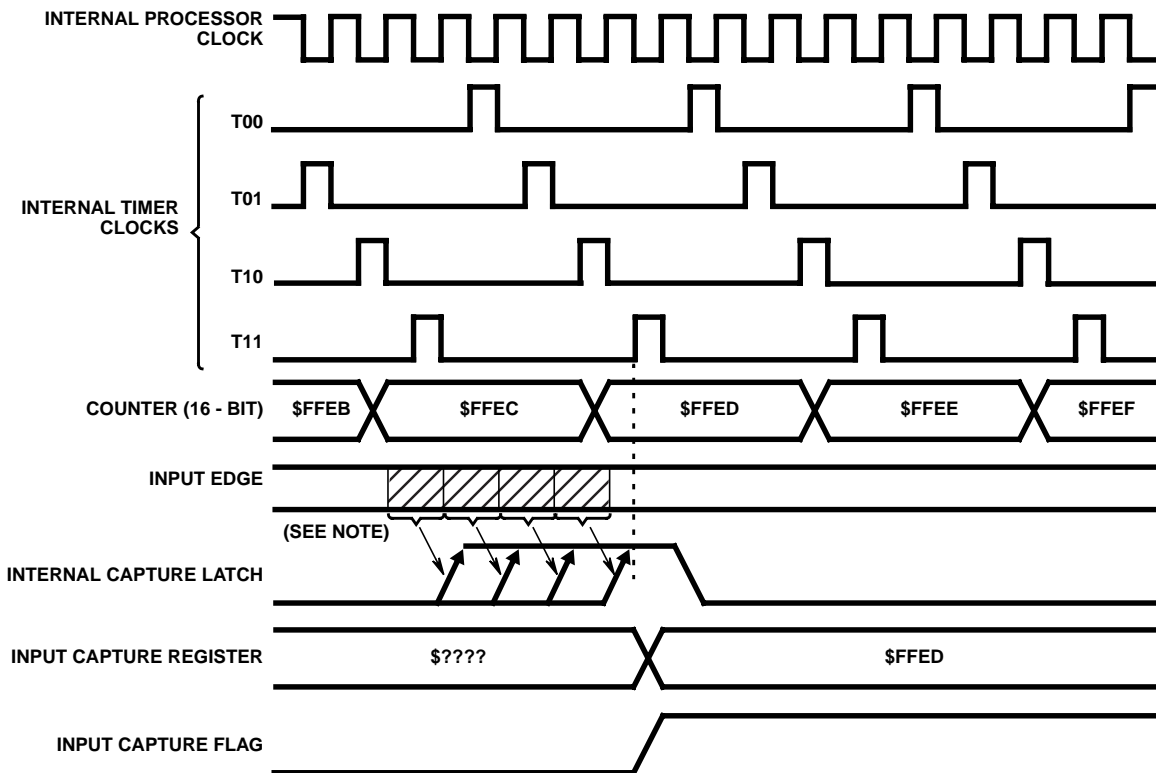 INTERNAL PROCESSOR
CLOCK
T00
T01
INTERNAL TIMER
CLOCKS
T10
T11
COUNTER (16 - BIT)
$FFEB
$FFEC
$FFED
$FFEE
$FFEF
INPUT EDGE
(SEE NOTE)
INTERNAL CAPTURE LATCH
INPUT CAPTURE REGISTER
$????
$FFED
INPUT CAPTURE FLAG